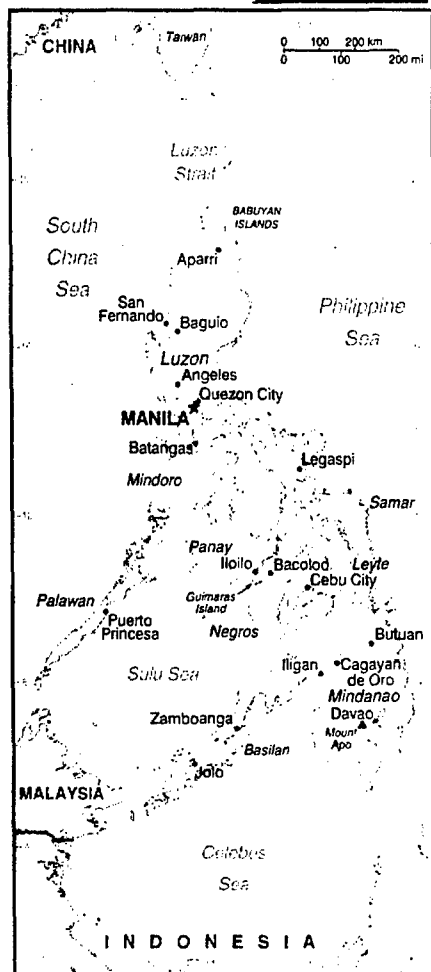 CHINA
Taiwan
0 100 200 km
0 100 200 mi
Luzon
Strait
South
China
Sea
BABUYAN
ISLANDS
Aparri
Philippine
Sea
San
Fernando
Baguio
Luzon
Angeles
Quezon City
MANILA
Batangas
Legaspi
Mindoro
Samar
Panay
Iloilo
Bacolod
Leyte
Cebu City
Guimaras
Island
Palawan
Puerto
Princesa
Negros
Butuan
Sulu Sea
Iligan
Cagayan
de Oro
Mindanao
Davao
Mount
Apo
Zamboanga
Basilan
Jolo
MALAYSIA
Celebes
Sea
INDONESIA